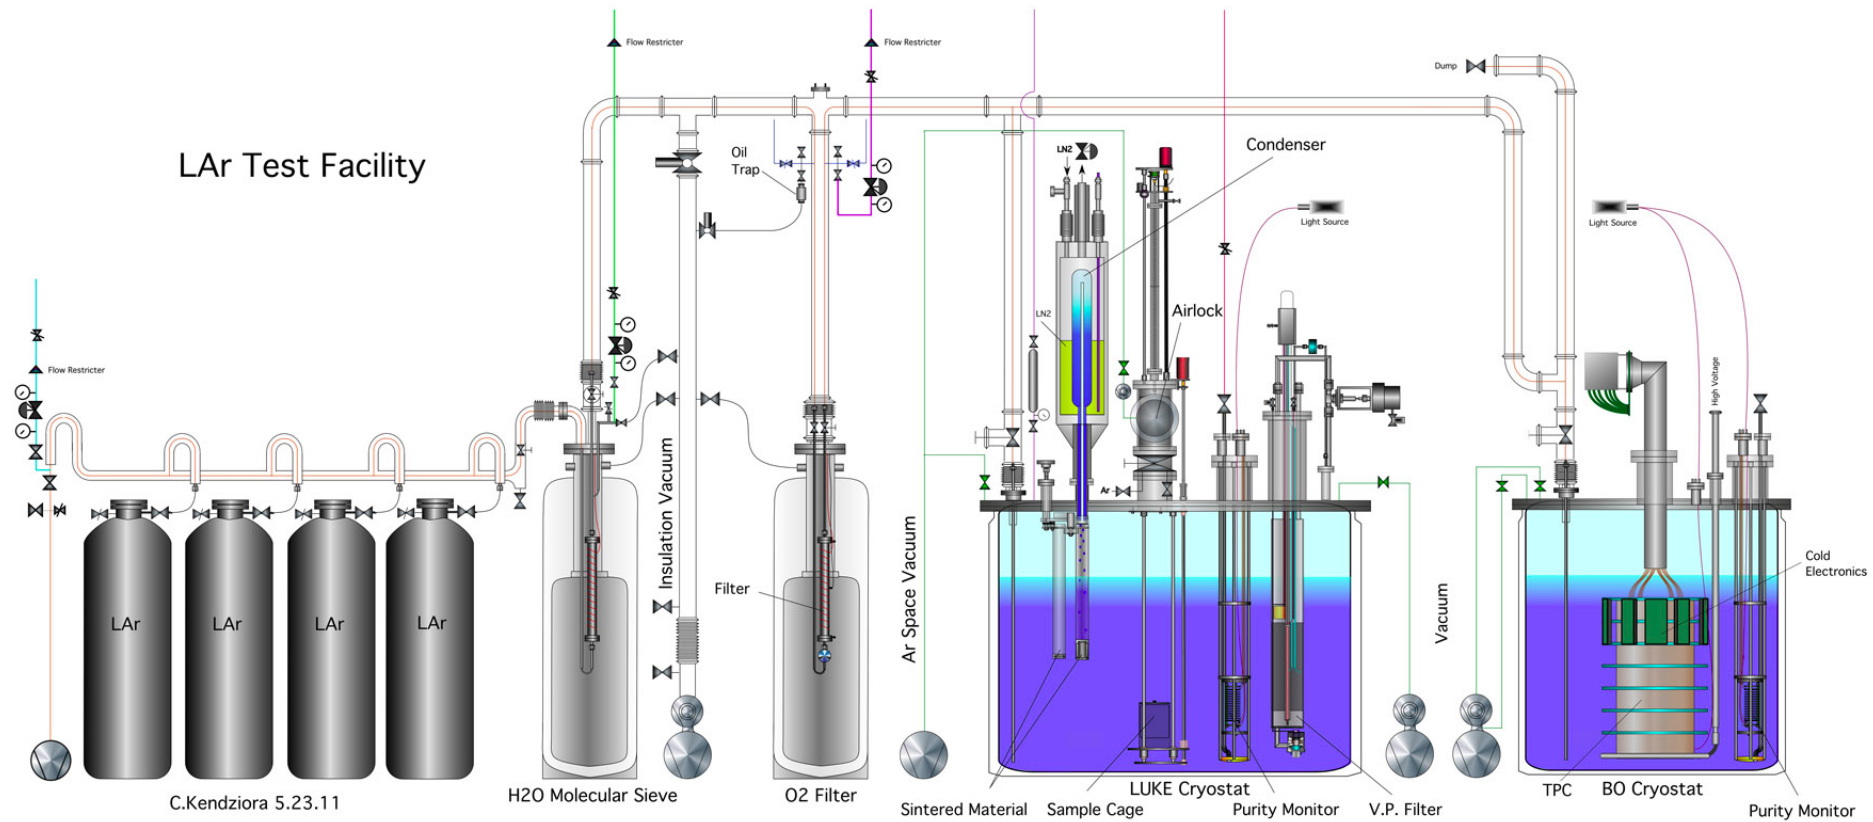 Flow Restricter
Flow Restricter
Dump
LAr Test Facility
Oil
Trap
LN2
Condenser
Light Source
Light Source
LN2
Airlock
Flow Restricter
High Voltage
Insulation Vacuum
Ar
Ar Space Vacuum
Vacuum
Cold
Electronics
Filter
LAr
LAr
LAr
LAr
C.Kendziora 5.23.11
H2O Molecular Sieve
O2 Filter
Sintered Material
Sample Cage
LUKE Cryostat
Purity Monitor
V.P. Filter
TPC
BO Cryostat
Purity Monitor